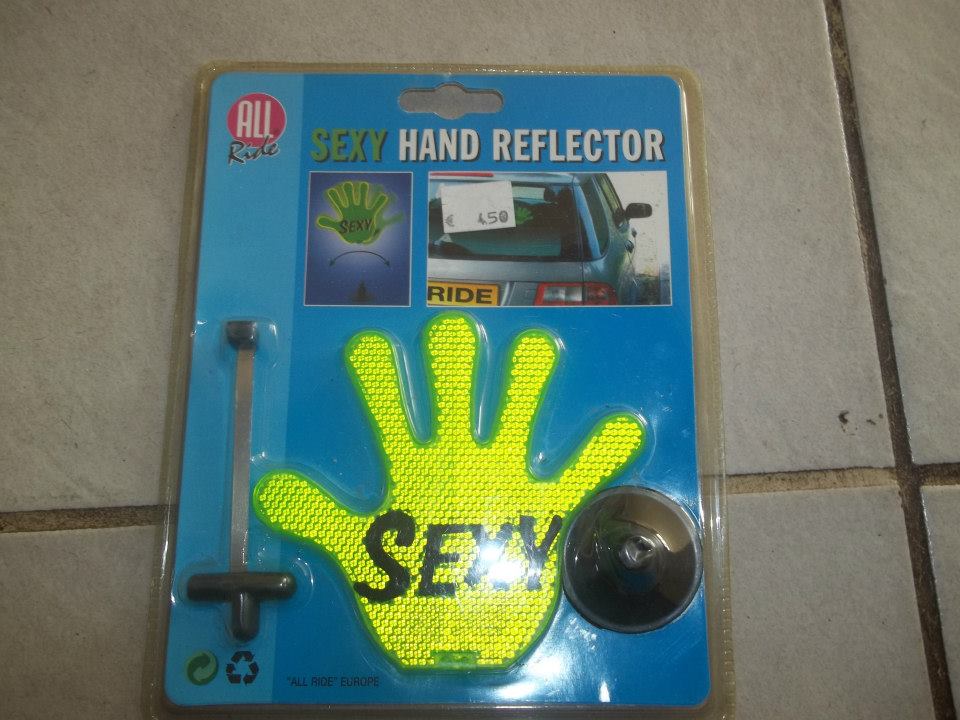 ALL
Ride
SEXY HAND REFLECTOR
SEXY
€ 4.50
RIDE
SEXY
"ALL RIDE" EUROPE